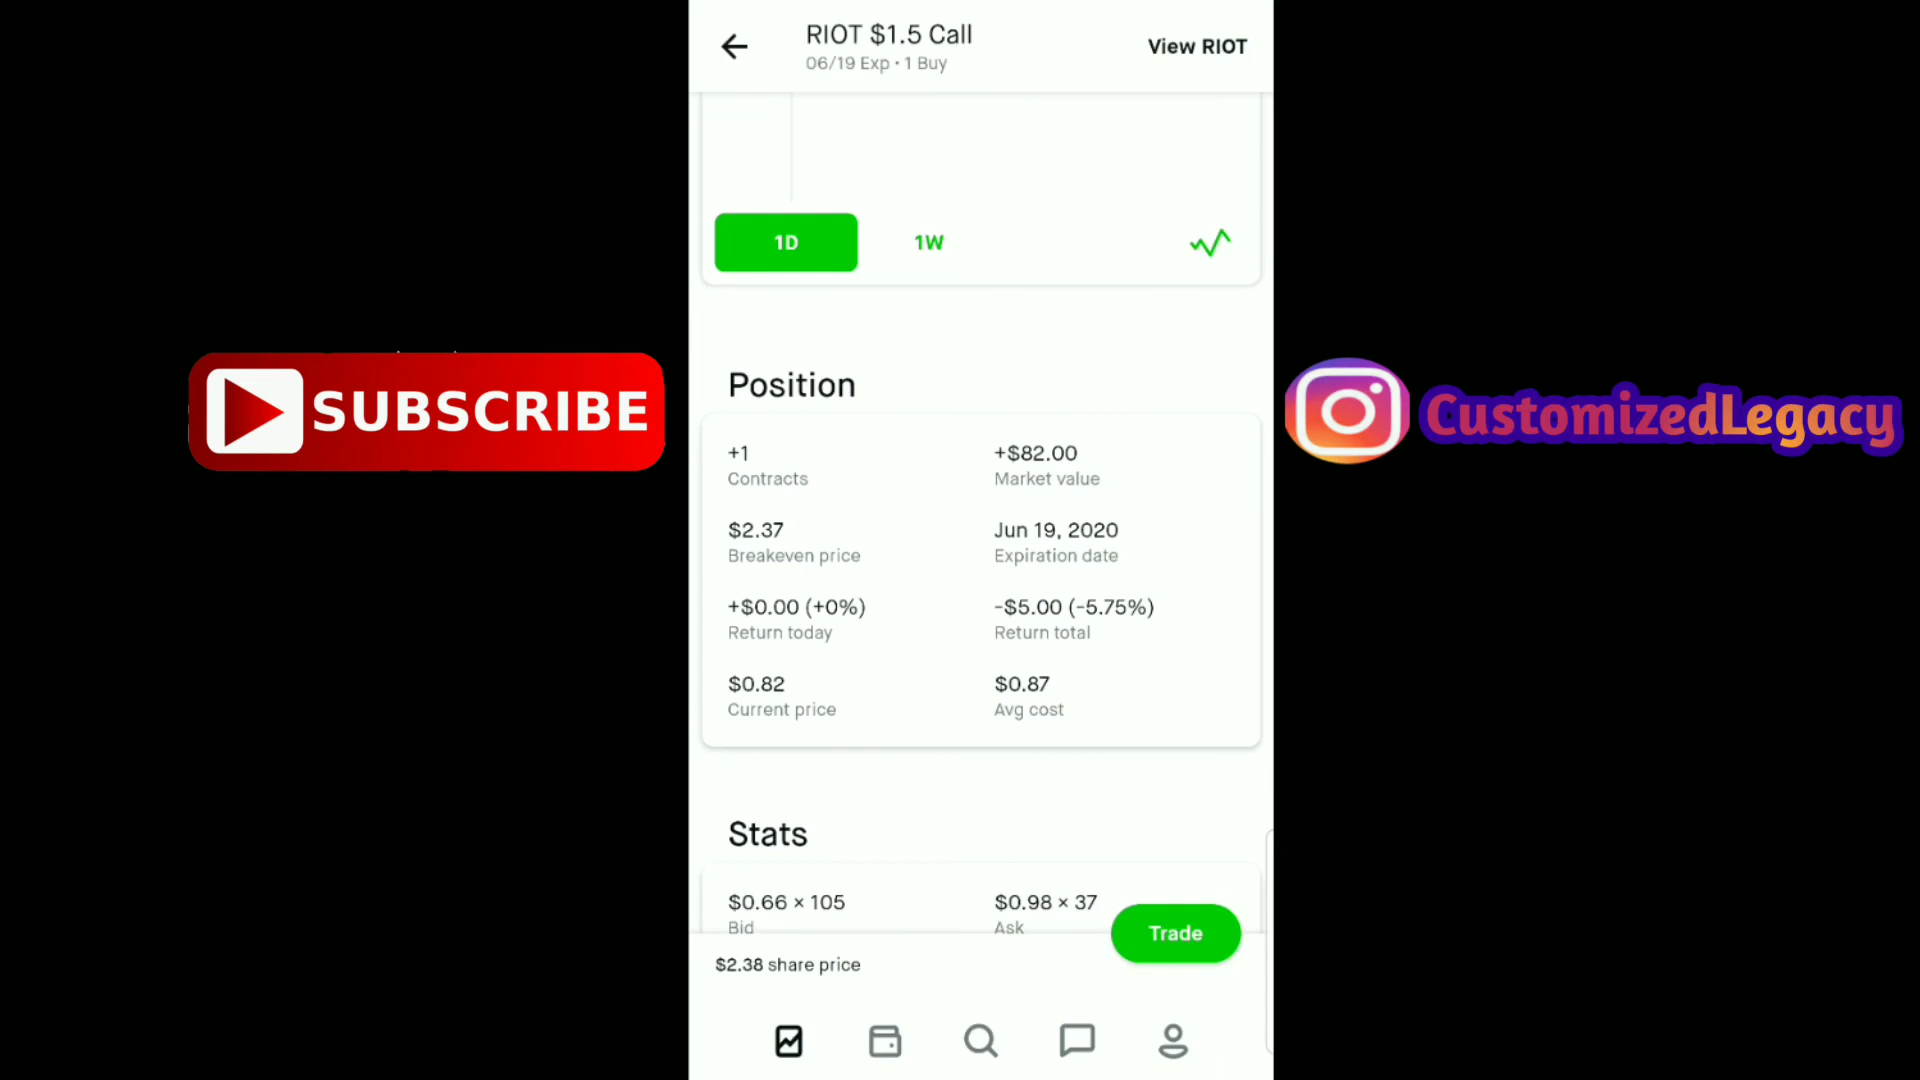 RIOT $1.5 Call
06/19 Exp • 1 Buy
View RIOT
1D
1W
SUBSCRIBE
CustomizedLegacy
Position
+1
Contracts
+$82.00
Market value
$2.37
Breakeven price
Jun 19, 2020
Expiration date
+$0.00 (+0%)
Return today
-$5.00 (-5.75%)
Return total
$0.82
Current price
$0.87
Avg cost
Stats
$0.66 × 105
Bid
$0.98 × 37
Ask
Trade
$2.38 share price